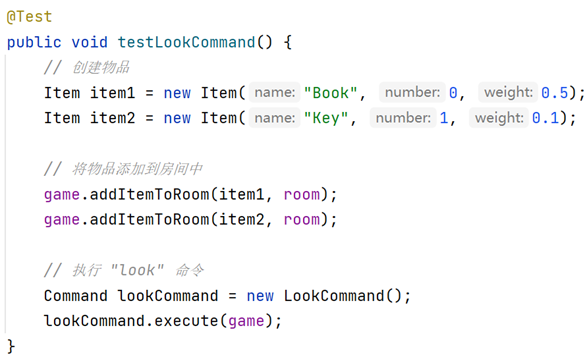 @Test
public void testLookCommand() {
// 创建物品
Item item1 = new Item( name: "Book", number: 0, weight: 0.5);
Item item2 = new Item( name: "Key", number: 1, weight: 0.1);
// 将物品添加到房间中
game.addItemToRoom(item1, room);
game.addItemToRoom(item2, room);
// 执行 "look" 命令
Command lookCommand = new LookCommand();
lookCommand.execute(game);
}